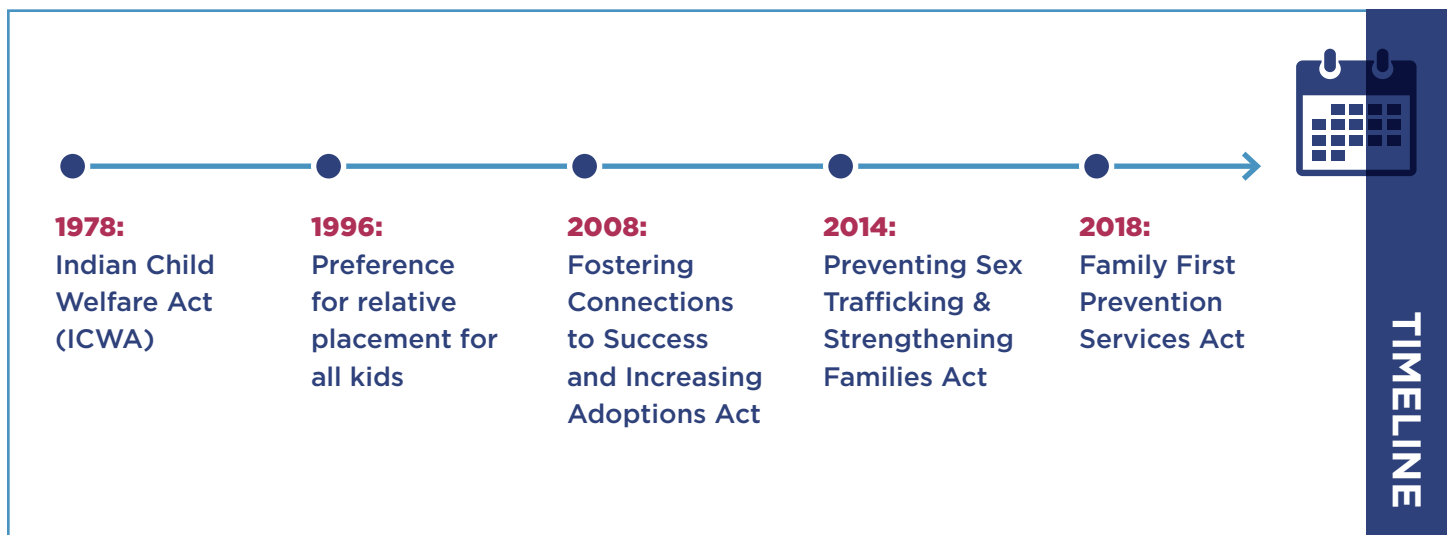 1978:
Indian Child
Welfare Act
(ICWA)
1996:
Preference
for relative
placement for
all kids
2008:
Fostering
Connections
to Success
and Increasing
Adoptions Act
2014:
Preventing Sex
Trafficking &
Strengthening
Families Act
2018:
Family First
Prevention
Services Act
TIMELINE